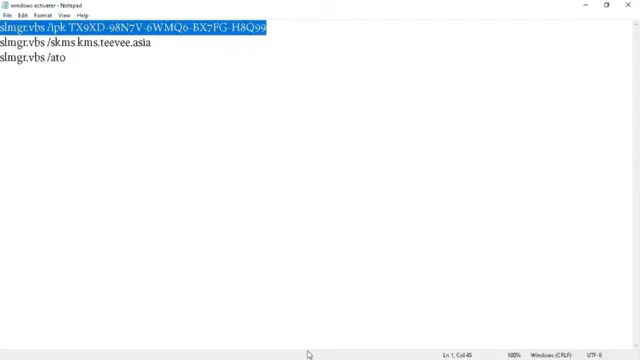 windows activater - Notepad
File Edit Format View Help
slmgr.vbs /ipk TX9XD-98N7V-6WMQ6-BX7FG-H8Q99
slmgr.vbs /skms kms.teevee.asia
slmgr.vbs /ato
Ln 1, Col 45 100% Windows (CRLF) UTF-8